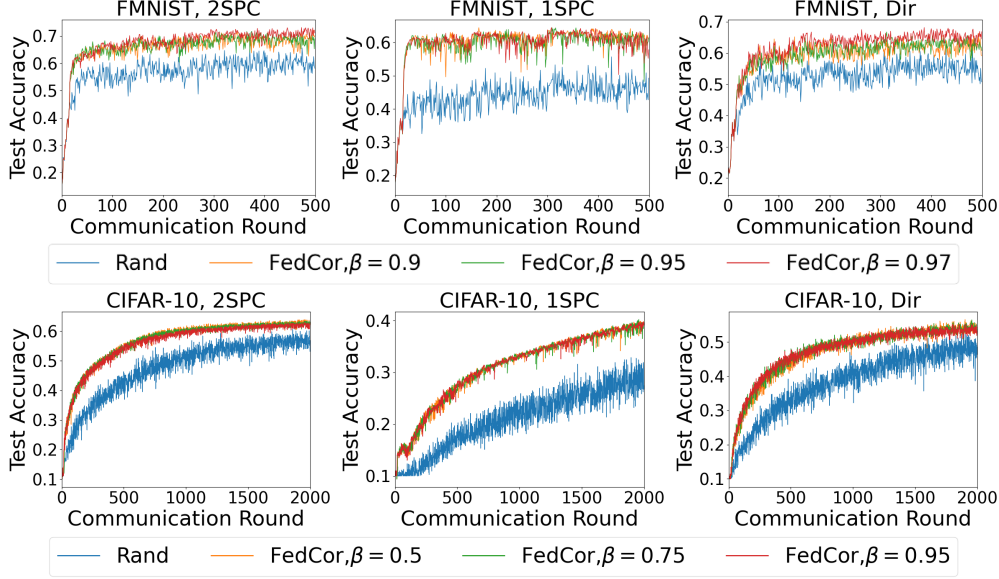 FMNIST, 2SPC
FMNIST, 1SPC
FMNIST, Dir
Test Accuracy
0.7
0.6
0.5
0.4
0.3
0.2
0 100 200 300 400 500
Communication Round
Test Accuracy
0.6
0.5
0.4
0.3
0.2
0 100 200 300 400 500
Communication Round
Test Accuracy
0.7
0.6
0.5
0.4
0.3
0.2
0 100 200 300 400 500
Communication Round
Rand FedCor,β = 0.9 FedCor,β = 0.95 FedCor,β = 0.97
CIFAR-10, 2SPC
CIFAR-10, 1SPC
CIFAR-10, Dir
Test Accuracy
0.6
0.5
0.4
0.3
0.2
0.1
0 500 1000 1500 2000
Communication Round
Test Accuracy
0.4
0.3
0.2
0.1
0 500 1000 1500 2000
Communication Round
Test Accuracy
0.5
0.4
0.3
0.2
0.1
0 500 1000 1500 2000
Communication Round
Rand FedCor,β = 0.5 FedCor,β = 0.75 FedCor,β = 0.95